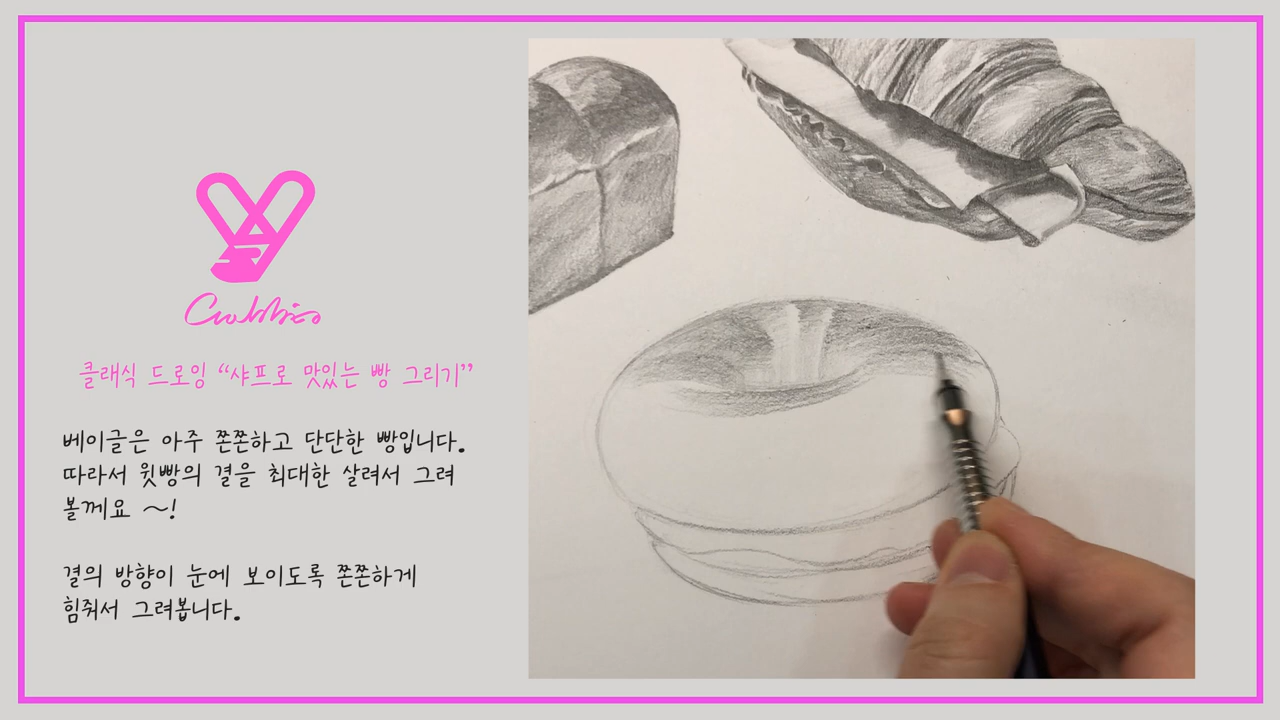 클래식 드로잉 “샤프로 맛있는 빵 그리기”
베이글은 아주 쫀쫀하고 단단한 빵입니다.
따라서 윗빵의 결을 최대한 살려서 그려
볼께요 ~!
결의 방향이 눈에 보이도록 쫀쫀하게
힘줘서 그려봅니다.